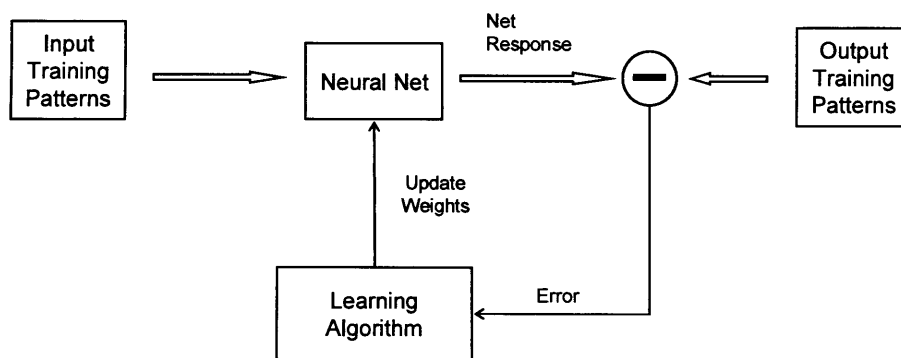 Input
Training
Patterns
Neural Net
Net
Response
Output
Training
Patterns
Update
Weights
Learning
Algorithm
Error